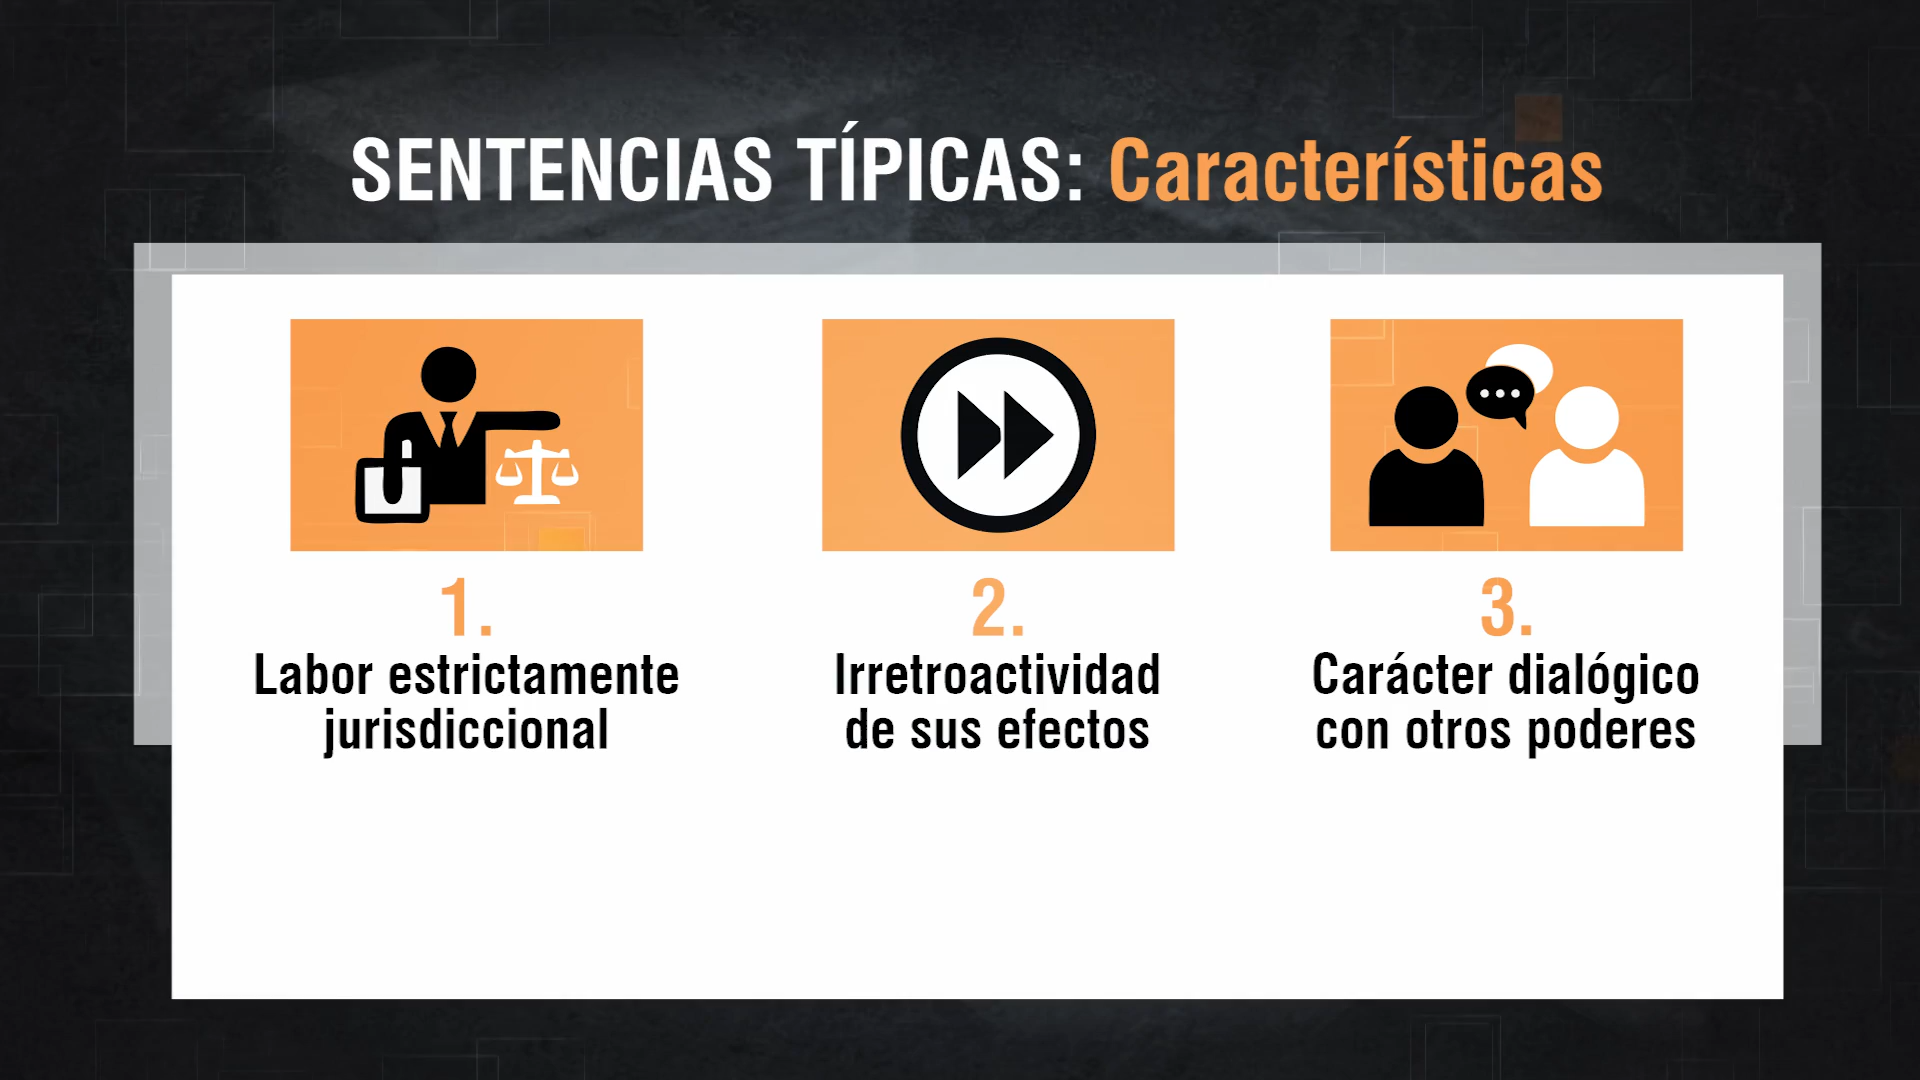 SENTENCIAS TÍPICAS: Características
1.
Labor estrictamente
jurisdiccional
2.
Irretroactividad
de sus efectos
3.
Carácter dialógico
con otros poderes